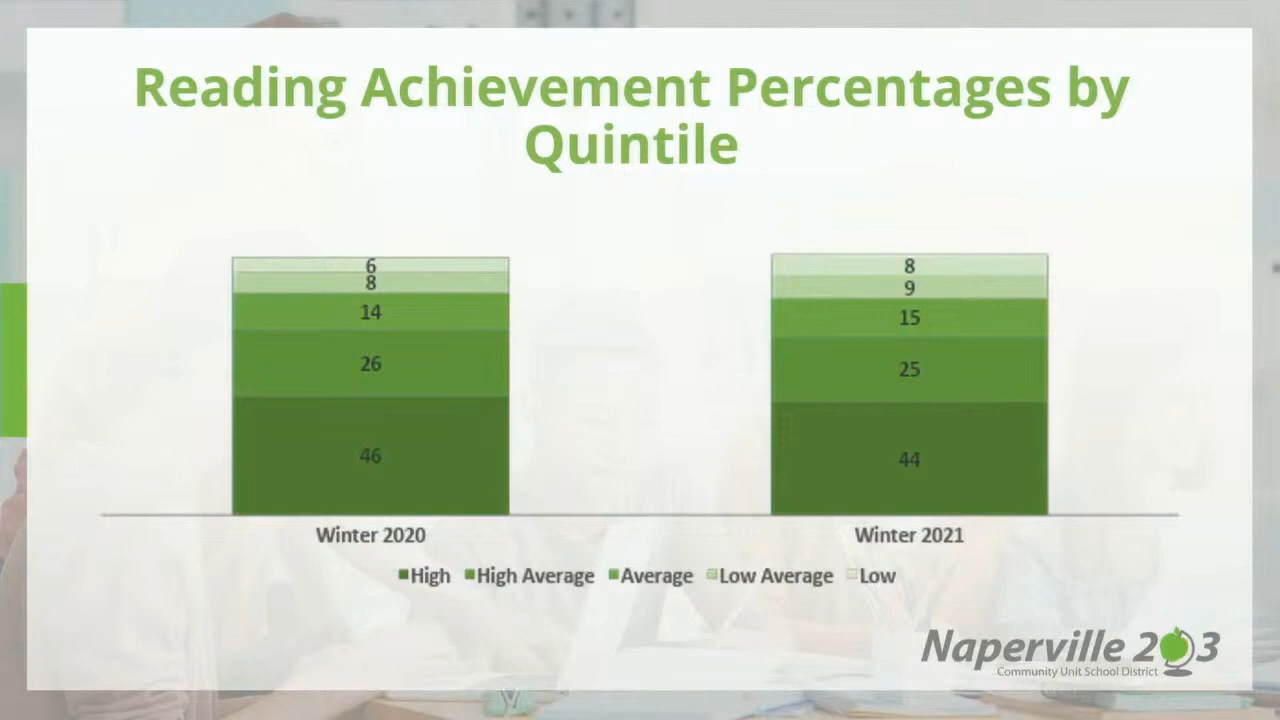 Reading Achievement Percentages by
Quintile
6
8
14
26
46
8
9
15
25
44
Winter 2020
Winter 2021
High High Average Average Low Average Low
Naperville 203
Community Unit School District